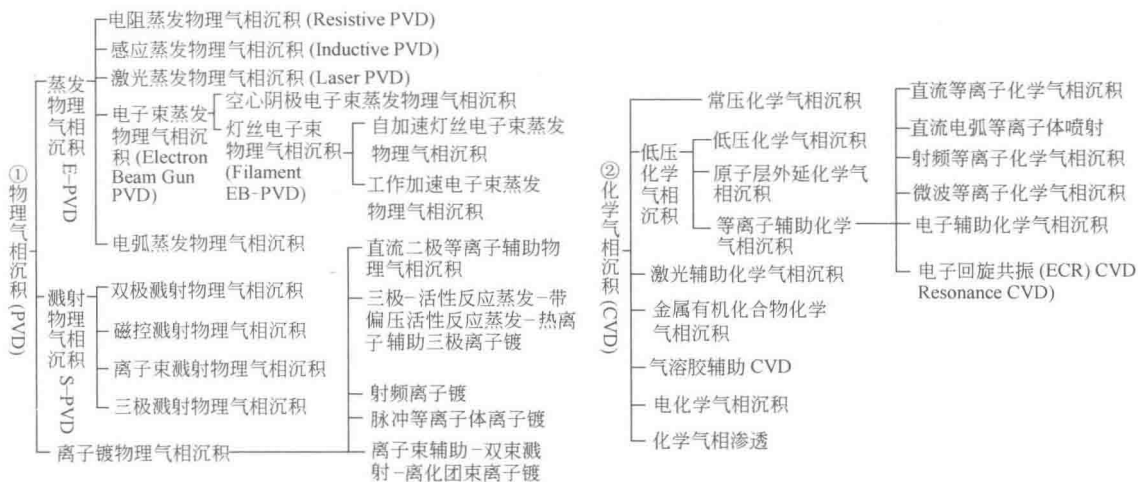 ①物理气相沉积(PVD)
蒸发物理气相沉积 E-PVD
电阻蒸发物理气相沉积 (Resistive PVD)
感应蒸发物理气相沉积 (Inductive PVD)
激光蒸发物理气相沉积 (Laser PVD)
电子束蒸发
物理气相沉
积 (Electron
Beam Gun
PVD)
空心阴极电子束蒸发物理气相沉积
灯丝电子束
物理气相沉积
(Filament
EB-PVD)
自加速灯丝电子束蒸发
物理气相沉积
工作加速电子束蒸发
物理气相沉积
电弧蒸发物理气相沉积
溅射物理气相沉积 S-PVD
双极溅射物理气相沉积
磁控溅射物理气相沉积
离子束溅射物理气相沉积
三极溅射物理气相沉积
离子镀物理气相沉积
直流二极等离子辅助物
理气相沉积
三极-活性反应蒸发-带
偏压活性反应蒸发-热离
子辅助三极离子镀
射频离子镀
脉冲等离子体离子镀
离子束辅助-双束溅
射-离化团束离子镀
②化学气相沉积(CVD)
常压化学气相沉积
低压
化学
气相
沉积
低压化学气相沉积
原子层外延化学气
相沉积
等离子辅助化学
气相沉积
直流等离子化学气相沉积
直流电弧等离子体喷射
射频等离子化学气相沉积
微波等离子化学气相沉积
电子辅助化学气相沉积
电子回旋共振 (ECR) CVD
Resonance CVD)
激光辅助化学气相沉积
金属有机化合物化学
气相沉积
气溶胶辅助 CVD
电化学气相沉积
化学气相渗透